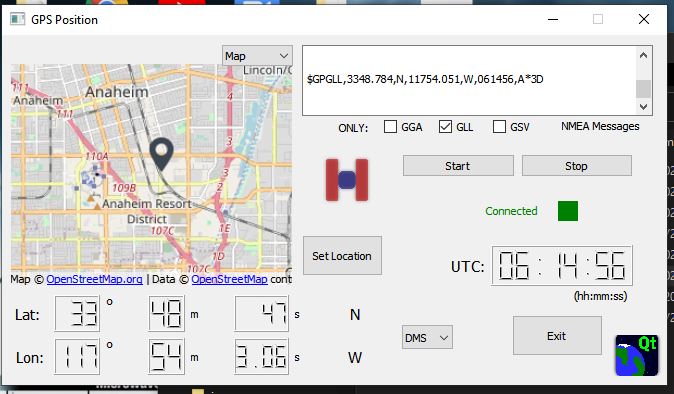 GPS Position
Map
$GPGLL,3348.784,N,11754.051,W,061456,A*3D
ONLY: GGA GLL GSV NMEA Messages
Lincoln/C
111
Anaheim
Anaheim
110A
109B
Anaheim Resort
District
1E
1D
107C
107C
Map © OpenStreetMap.org | Data © OpenStreetMap cont
Start Stop
Connected
Set Location
UTC: 06:14:56
(hh:mm:ss)
Lat: 33 o 48 m 47 s N
Lon: 117 o 54 m 3.06 s W
DMS
Exit
Qt